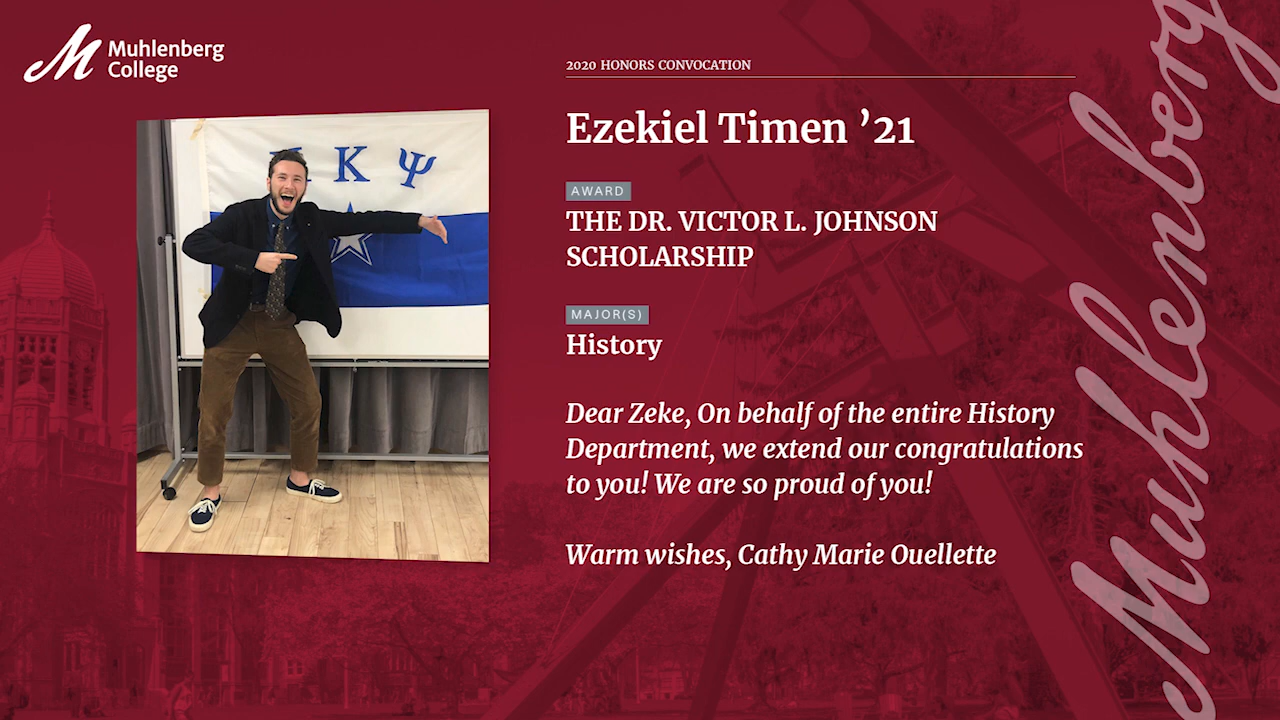 Muhlenberg
College
2020 HONORS CONVOCATION
Ezekiel Timen ’21
AWARD
THE DR. VICTOR L. JOHNSON
SCHOLARSHIP
MAJOR(S)
History
Dear Zeke, On behalf of the entire History
Department, we extend our congratulations
to you! We are so proud of you!
Warm wishes, Cathy Marie Ouellette
Κ Ψ
Muhlenberg